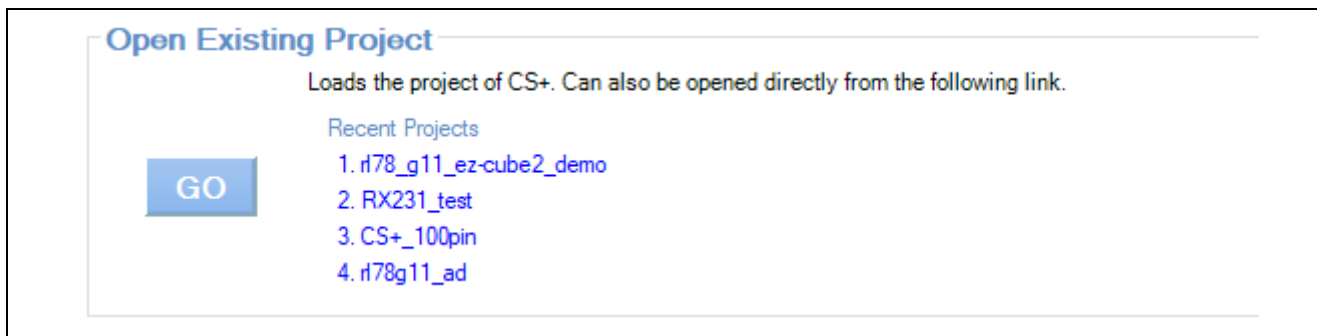 Open Existing Project
Loads the project of CS+. Can also be opened directly from the following link.
Recent Projects
GO
1. rl78_g11_ez-cube2_demo
2. RX231_test
3. CS+_100pin
4. rl78g11_ad